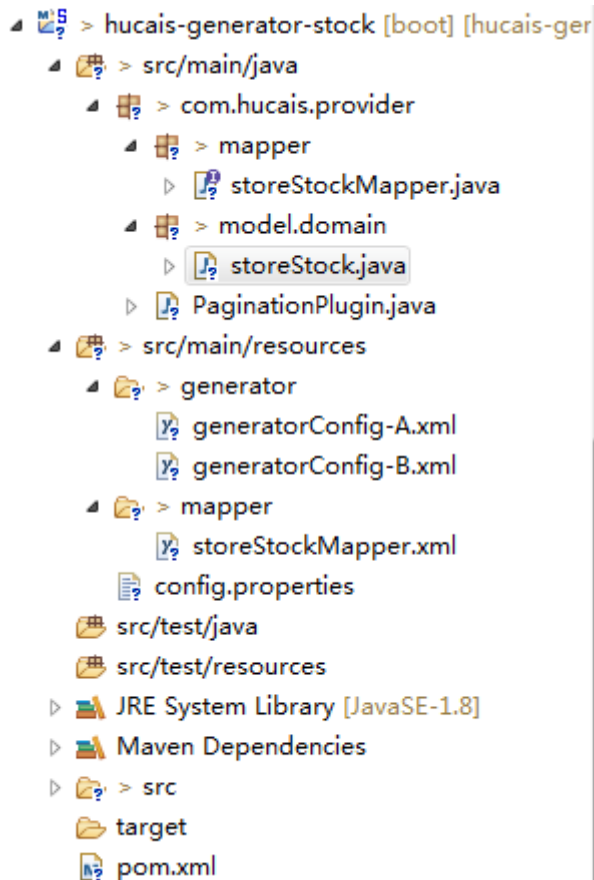 > hucais-generator-stock [boot] [hucais-ger
> src/main/java
> com.hucais.provider
> mapper
storeStockMapper.java
> model.domain
storeStock.java
PaginationPlugin.java
> src/main/resources
> generator
generatorConfig-A.xml
generatorConfig-B.xml
> mapper
storeStockMapper.xml
config.properties
src/test/java
src/test/resources
JRE System Library [JavaSE-1.8]
Maven Dependencies
> src
target
pom.xml